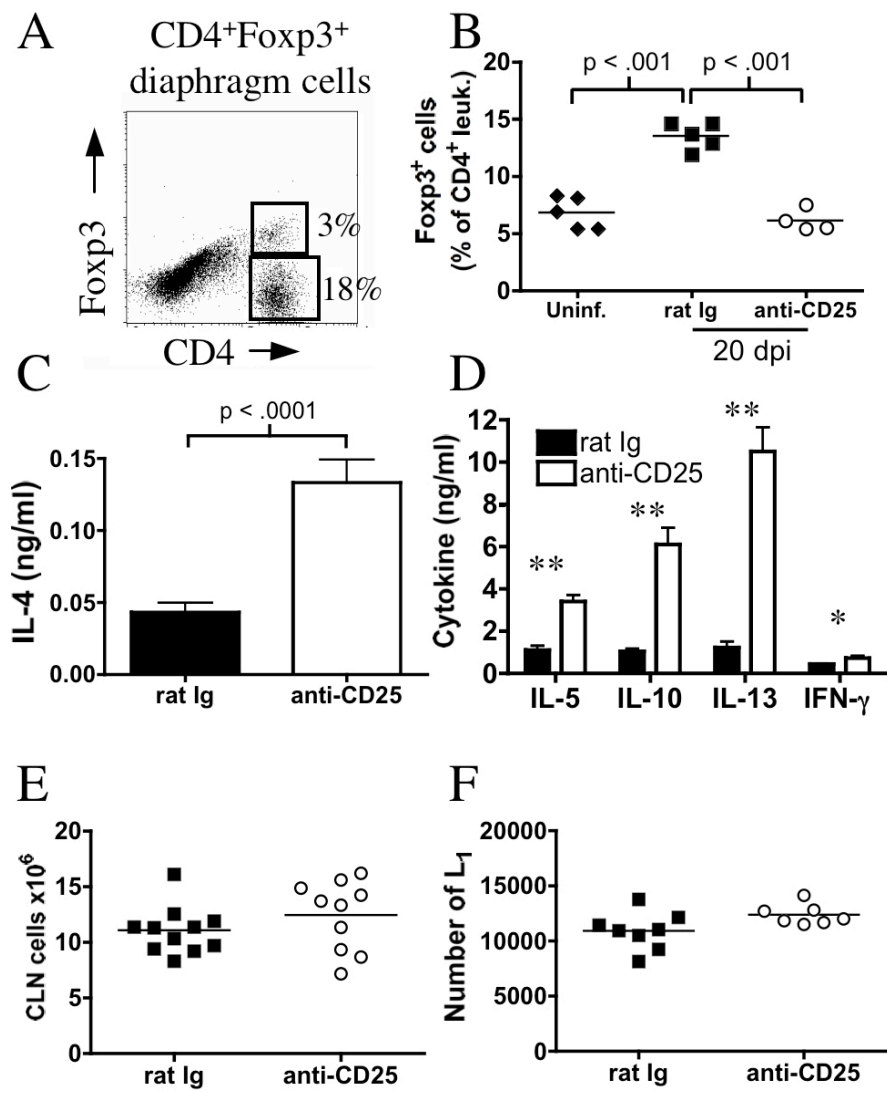 A
CD4+Foxp3+
diaphragm cells
Foxp3
3%
18%
CD4
B
Foxp3+ cells
(% of CD4+ leuk.)
20
15
10
5
0
p < .001
p < .001
Uninf.
rat Ig
anti-CD25
20 dpi
C
p < .0001
IL-4 (ng/ml)
0.15
0.10
0.05
0.00
rat Ig
anti-CD25
D
Cytokine (ng/ml)
12
10
8
6
4
2
0
rat Ig
anti-CD25
**
**
**
*
IL-5
IL-10
IL-13
IFN-γ
E
CLN cells x10⁶
20
15
10
5
0
rat Ig
anti-CD25
F
Number of L₁
20000
15000
10000
5000
0
rat Ig
anti-CD25